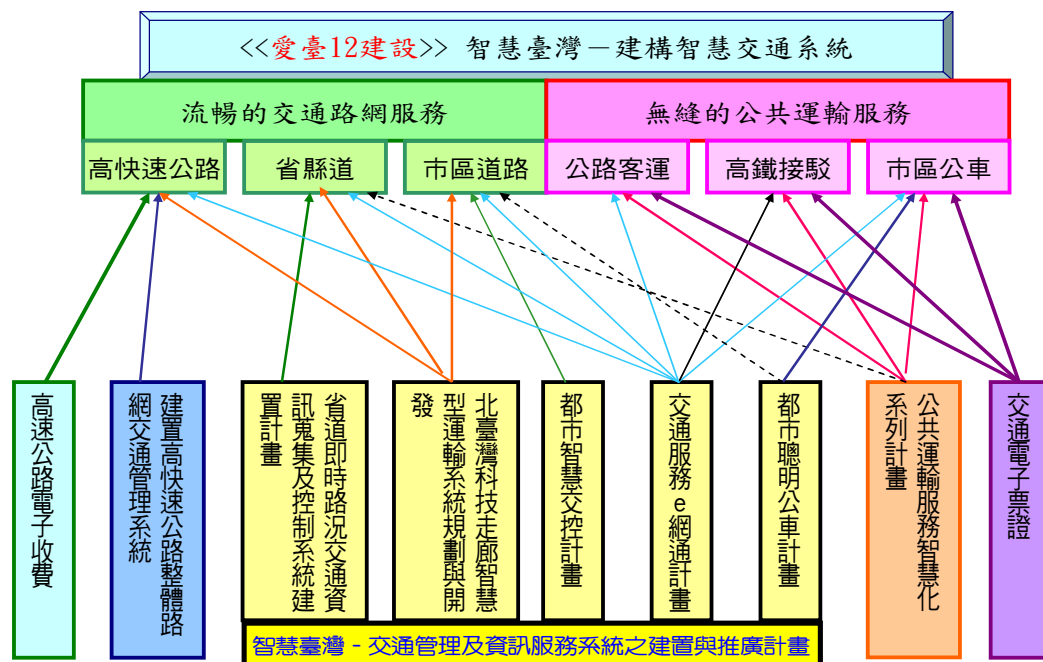 <<愛臺12建設>> 智慧臺灣－建構智慧交通系統
流暢的交通路網服務
無縫的公共運輸服務
高快速公路
省縣道
市區道路
公路客運
高鐵接駁
市區公車
高速公路電子收費
建置高快速公路整體路
網交通管理系統
省道即時路況交通資
訊蒐集及控制系統建
置計畫
北臺灣科技走廊智慧
型運輸系統規劃與開
發
都市智慧交控計畫
交通服務e網通計畫
都市聰明公車計畫
公共運輸服務智慧化
系列計畫
交通電子票證
智慧臺灣-交通管理及資訊服務系統之建置與推廣計畫